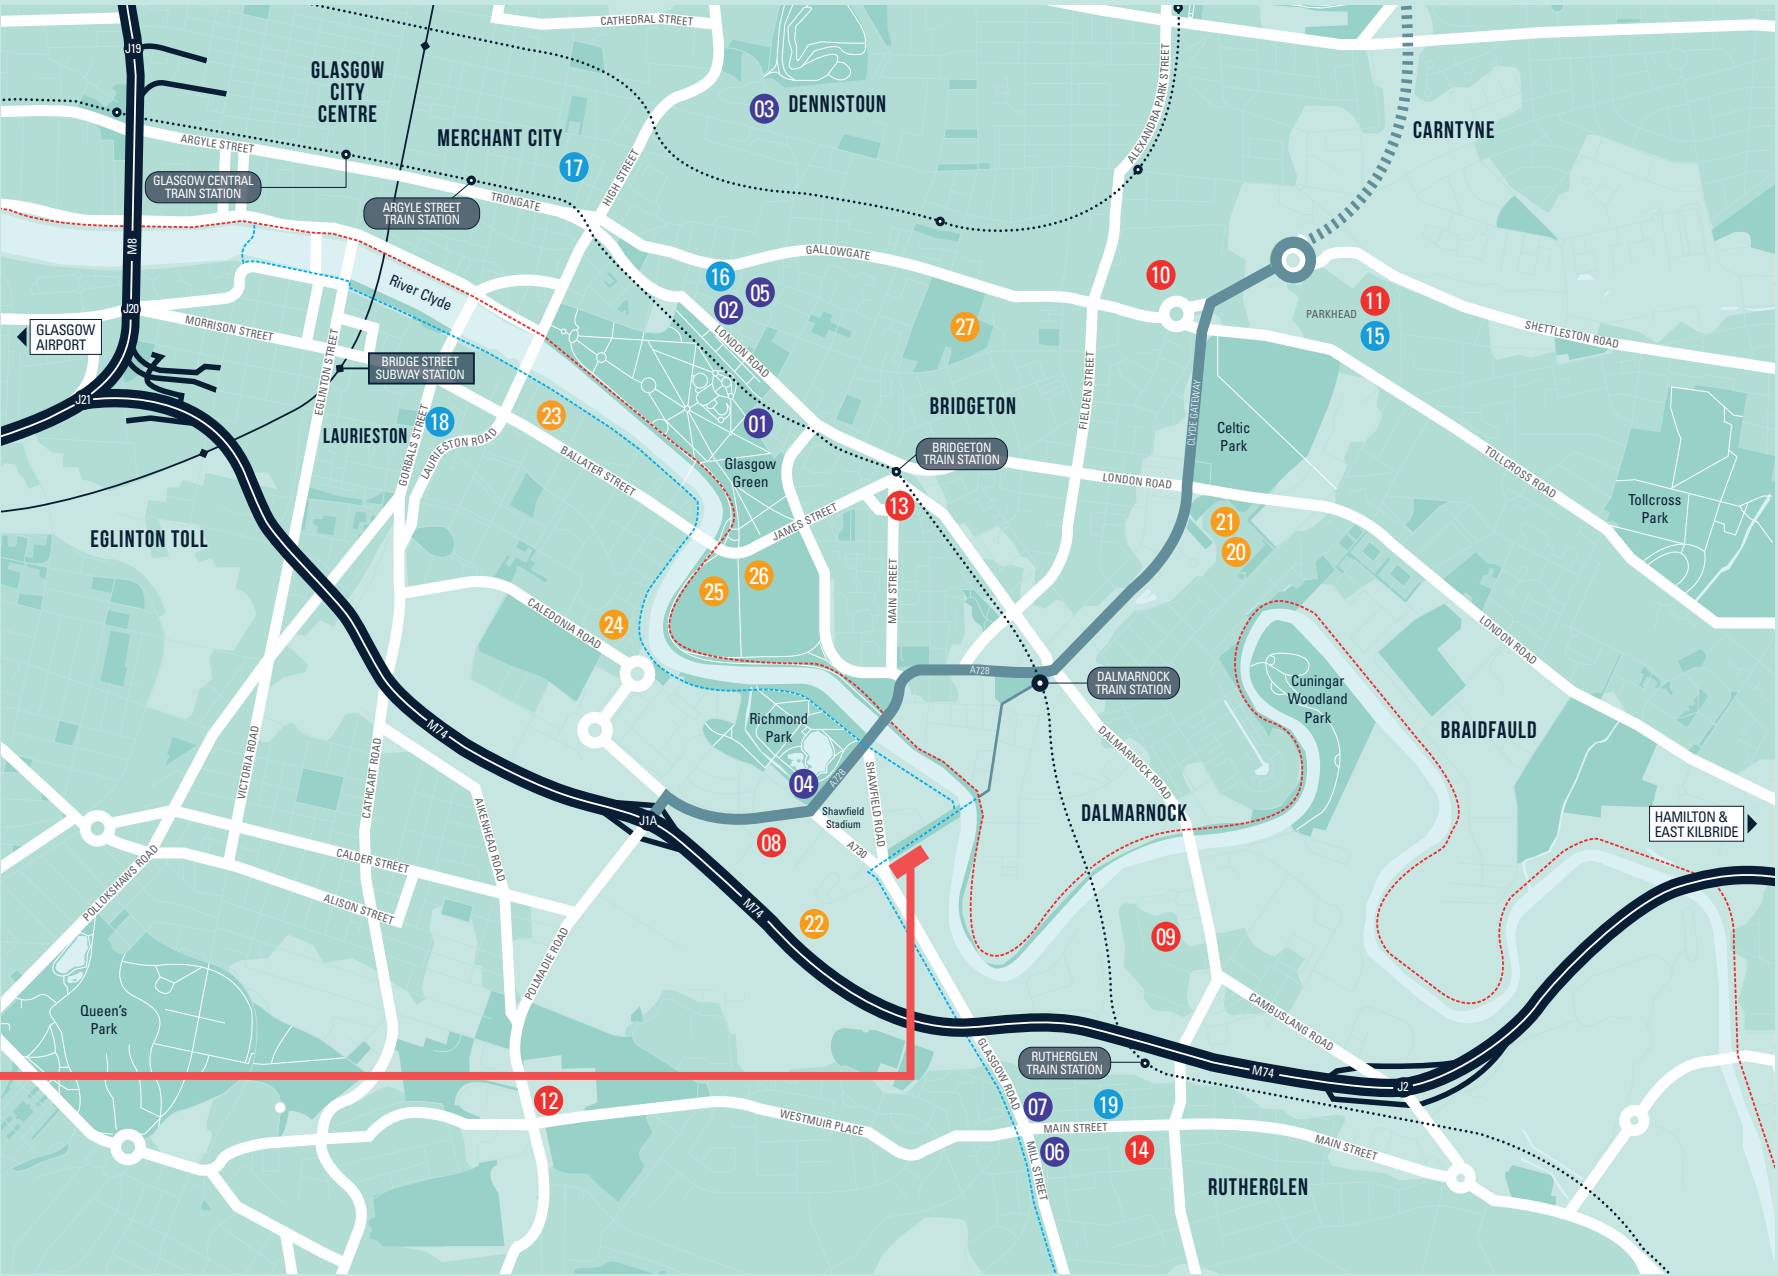 CATHEDRAL STREET
J19
GLASGOW
CITY
CENTRE
03
DENNISTOUN
ALEXANDRA PARK STREET
CARNTYNE
MERCHANT CITY
ARGYLE STREET
17
HIGH STREET
GLASGOW CENTRAL
TRAIN STATION
ARGYLE STREET
TRAIN STATION
TRONGATE
M8
GALLOWGATE
16
05
02
10
11
PARKHEAD
15
River Clyde
J20
MORRISON STREET
GLASGOW
AIRPORT
EGLINTON STREET
BRIDGE STREET
SUBWAY STATION
LONDON ROAD
27
SHETTLESTON ROAD
FIELDEN STREET
CLYDE GATEWAY
J21
18
23
01
BRIDGETON
Celtic
Park
LAURIESTON
GORBALS STREET
LAURIESTON ROAD
BALLATER STREET
Glasgow
Green
BRIDGETON
TRAIN STATION
LONDON ROAD
TOLLCROSS ROAD
Tollcross
Park
13
JAMES STREET
21
20
EGLINTON TOLL
26
25
MAIN STREET
24
CALEDONIA ROAD
LONDON ROAD
A728
DALMARNOCK
TRAIN STATION
Cuningar
Woodland
Park
Richmond
Park
BRAIDFAULD
M74
VICTORIA ROAD
CATHCART ROAD
DALMARNOCK ROAD
04
A728
SHAWFIELD ROAD
Shawfield
Stadium
DALMARNOCK
AIKENHEAD ROAD
J1A
08
A730
HAMILTON &
EAST KILBRIDE
CALDER STREET
POLLOKSHAWS ROAD
ALISON STREET
M74
22
09
POLMADIE ROAD
Queen's
Park
CAMBUSLANG ROAD
GLASGOW ROAD
RUTHERGLEN
TRAIN STATION
M74
J2
12
07
19
WESTMUIR PLACE
MAIN STREET
06
14
MAIN STREET
MILL STREET
RUTHERGLEN